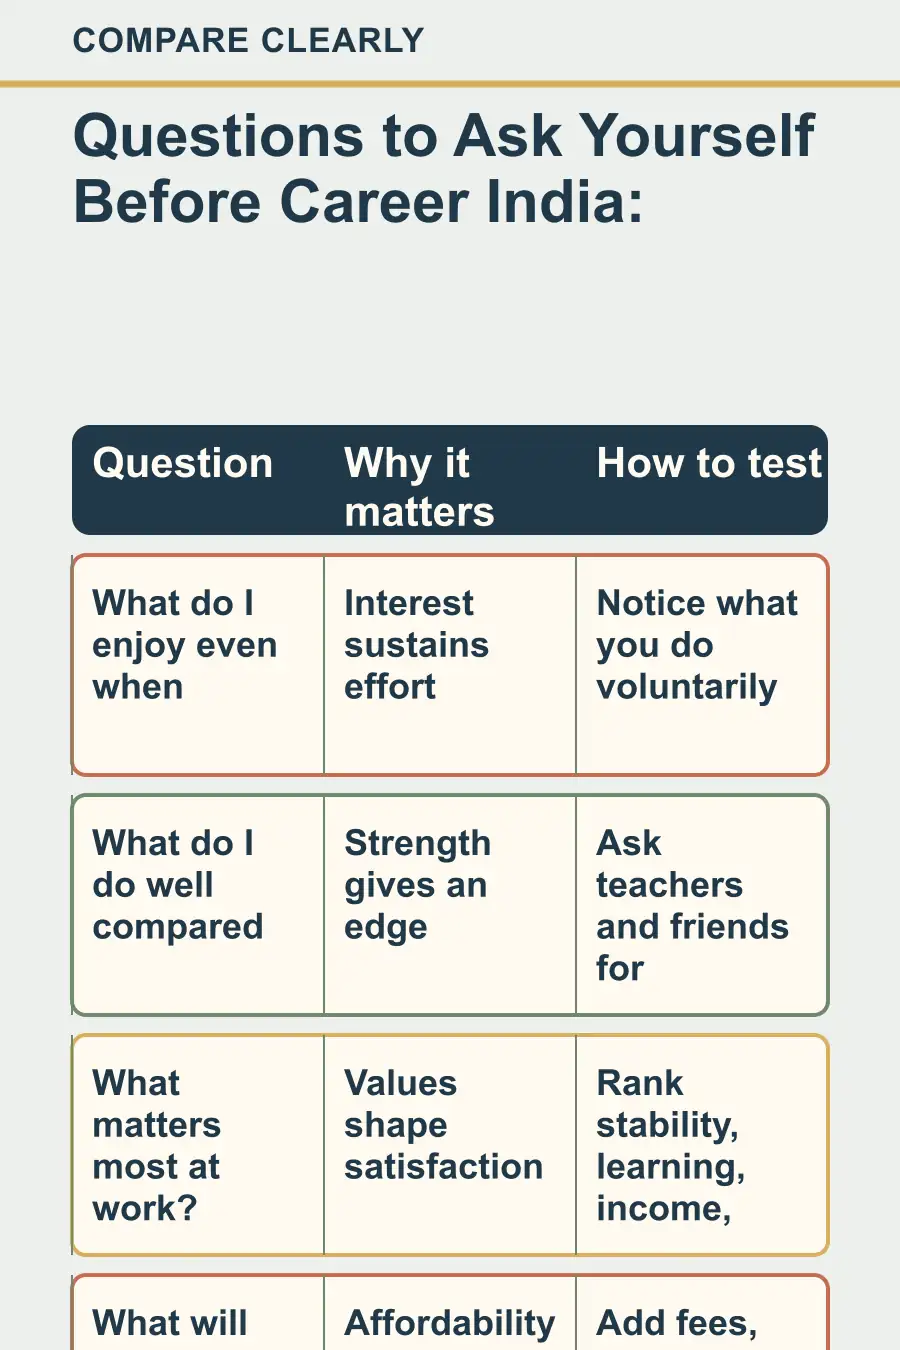 COMPARE CLEARLY
Questions to Ask Yourself
Before Career India:
Question
Why it
matters
How to test
What do I
enjoy even
when
Interest
sustains
effort
Notice what
you do
voluntarily
What do I
do well
compared
Strength
gives an
edge
Ask
teachers
and friends
for
What
matters
most at
work?
Values
shape
satisfaction
Rank
stability,
learning,
income,
What will
Affordability
Add fees,